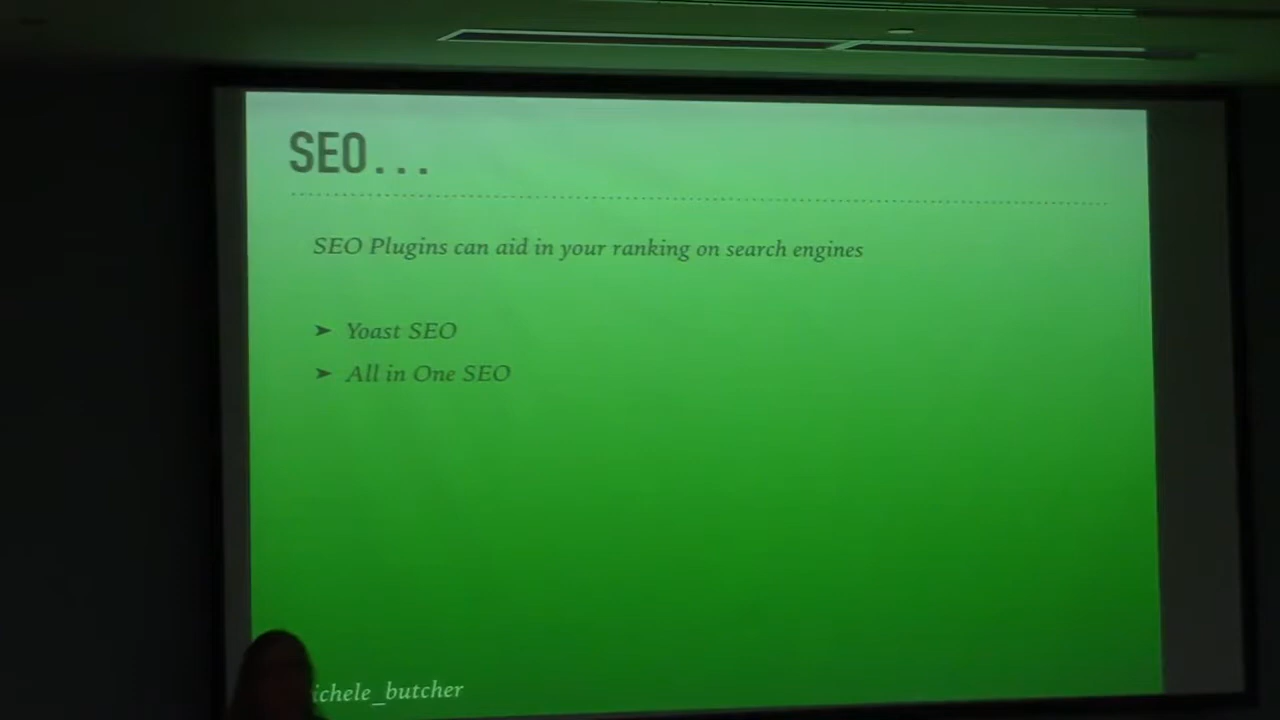 SEO...
SEO Plugins can aid in your ranking on search engines
➤ Yoast SEO
➤ All in One SEO
ichele_butcher